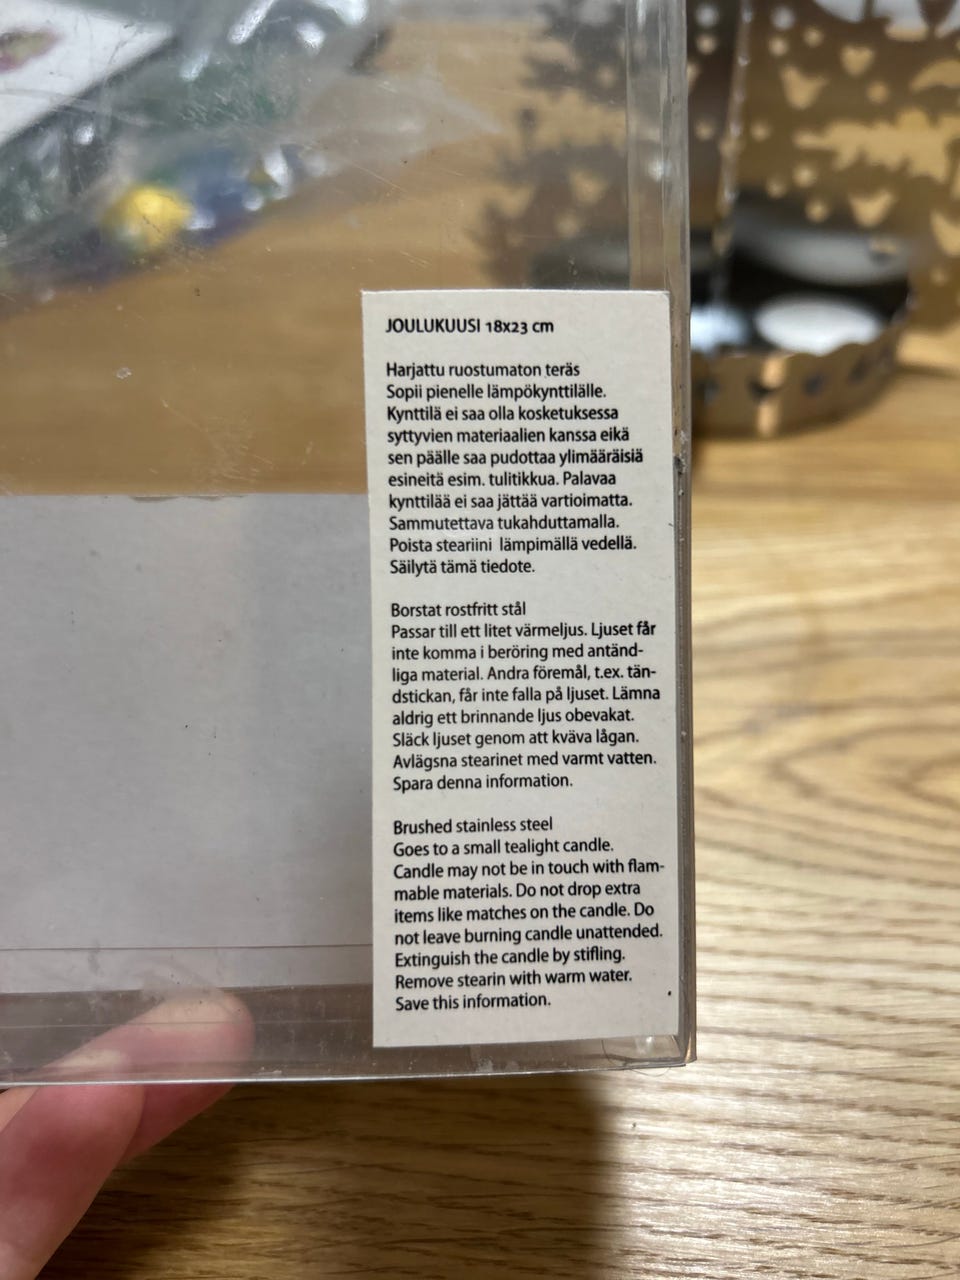 JOULUKUUSI 18x23 cm
Harjattu ruostumaton teräs
Sopii pienelle lämpökynttilälle.
Kynttilä ei saa olla kosketuksessa
syttyvien materiaalien kanssa eikä
sen päälle saa pudottaa ylimääräisiä
esineitä esim. tulitikkua. Palavaa
kynttilää ei saa jättää vartioimatta.
Sammutettava tukahduttamalla.
Poista steariini lämpimällä vedellä.
Säilytä tämä tiedote.
Borstat rostfritt stål
Passar till ett litet värmeljus. Ljuset får
inte komma i beröring med antänd-
liga material. Andra föremål, t.ex. tän-
dstickan, får inte falla på ljuset. Lämna
aldrig ett brinnande ljus obevakat.
Släck ljuset genom att kväva lågan.
Avlägsna stearinet med varmt vatten.
Spara denna information.
Brushed stainless steel
Goes to a small tealight candle.
Candle may not be in touch with flam-
mable materials. Do not drop extra
items like matches on the candle. Do
not leave burning candle unattended.
Extinguish the candle by stifling.
Remove stearin with warm water.
Save this information.